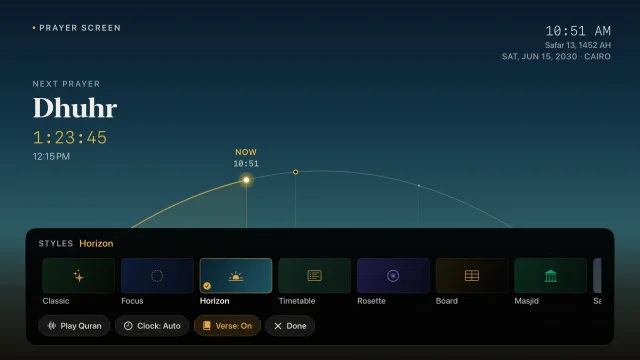 PRAYER SCREEN
10:51 AM
Safar 13, 1452 AH
SAT, JUN 15, 2030 · CAIRO
NEXT PRAYER
Dhuhr
1:23:45
12:15 PM
NOW
10:51
STYLES Horizon
Classic Focus Horizon Timetable Rosette Board Masjid
Play Quran Clock: Auto Verse: On Done